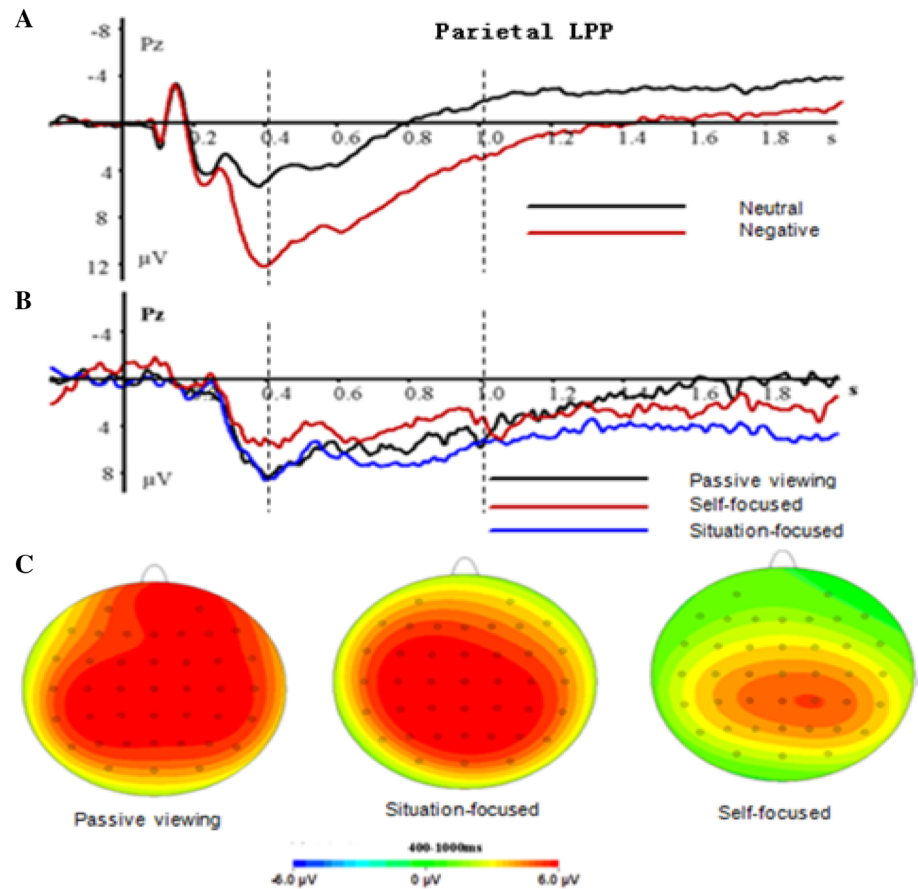 A
Parietal LPP
-8
Pz
-4
0.2 0.4 0.6 0.8 1.0 1.2 1.4 1.6 1.8 s
4
8
µV
12
Neutral
Negative
B
Pz
-4
0.4 0.6 0.8 1.0 1.2 1.4 1.6 1.8 s
4
8
µV
Passive viewing
Self-focused
Situation-focused
C
Passive viewing
Situation-focused
Self-focused
400-1000ms
-6.0 µV 0 µV 6.0 µV